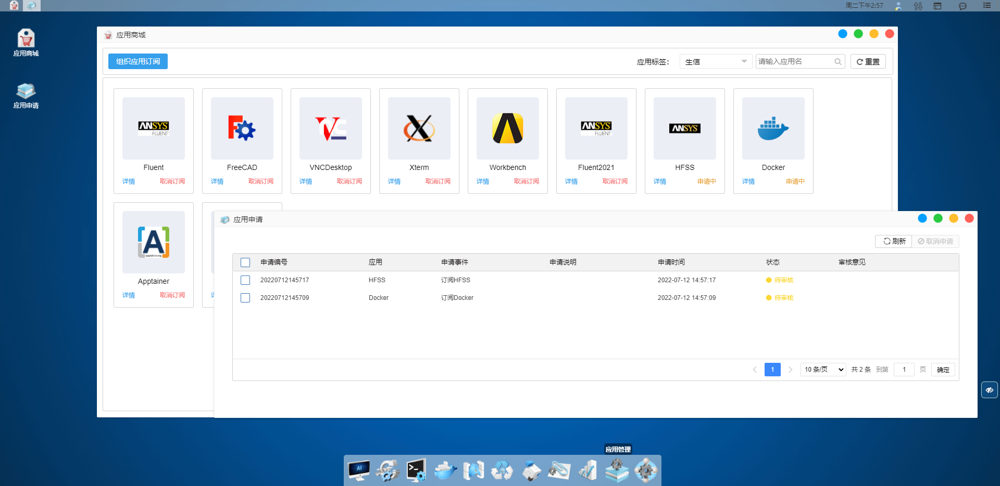 周二下午2:57
应用商城
应用申请
应用商城
组织应用订阅
应用标签:
生信
请输入应用名
重置
ANSYS
FLUENT
F
VNC
X
ANSYS
FLUENT
ANSYS
Fluent
FreeCAD
VNCDesktop
Xterm
Workbench
Fluent2021
HFSS
Docker
详情 取消订阅
详情 取消订阅
详情 取消订阅
详情 取消订阅
详情 取消订阅
详情 取消订阅
详情 申请中
详情 申请中
A
apptainer.org
Apptainer
详情 取消订阅
应用申请
刷新 取消申请
申请编号 应用 申请事件 申请说明 申请时间 状态 审核意见
20220712145717 HFSS 订阅HFSS 2022-07-12 14:57:17 待审核
20220712145709 Docker 订阅Docker 2022-07-12 14:57:09 待审核
1 10 条/页 共 2 条 到第 1 页 确定
应用管理
Ai
>_
A